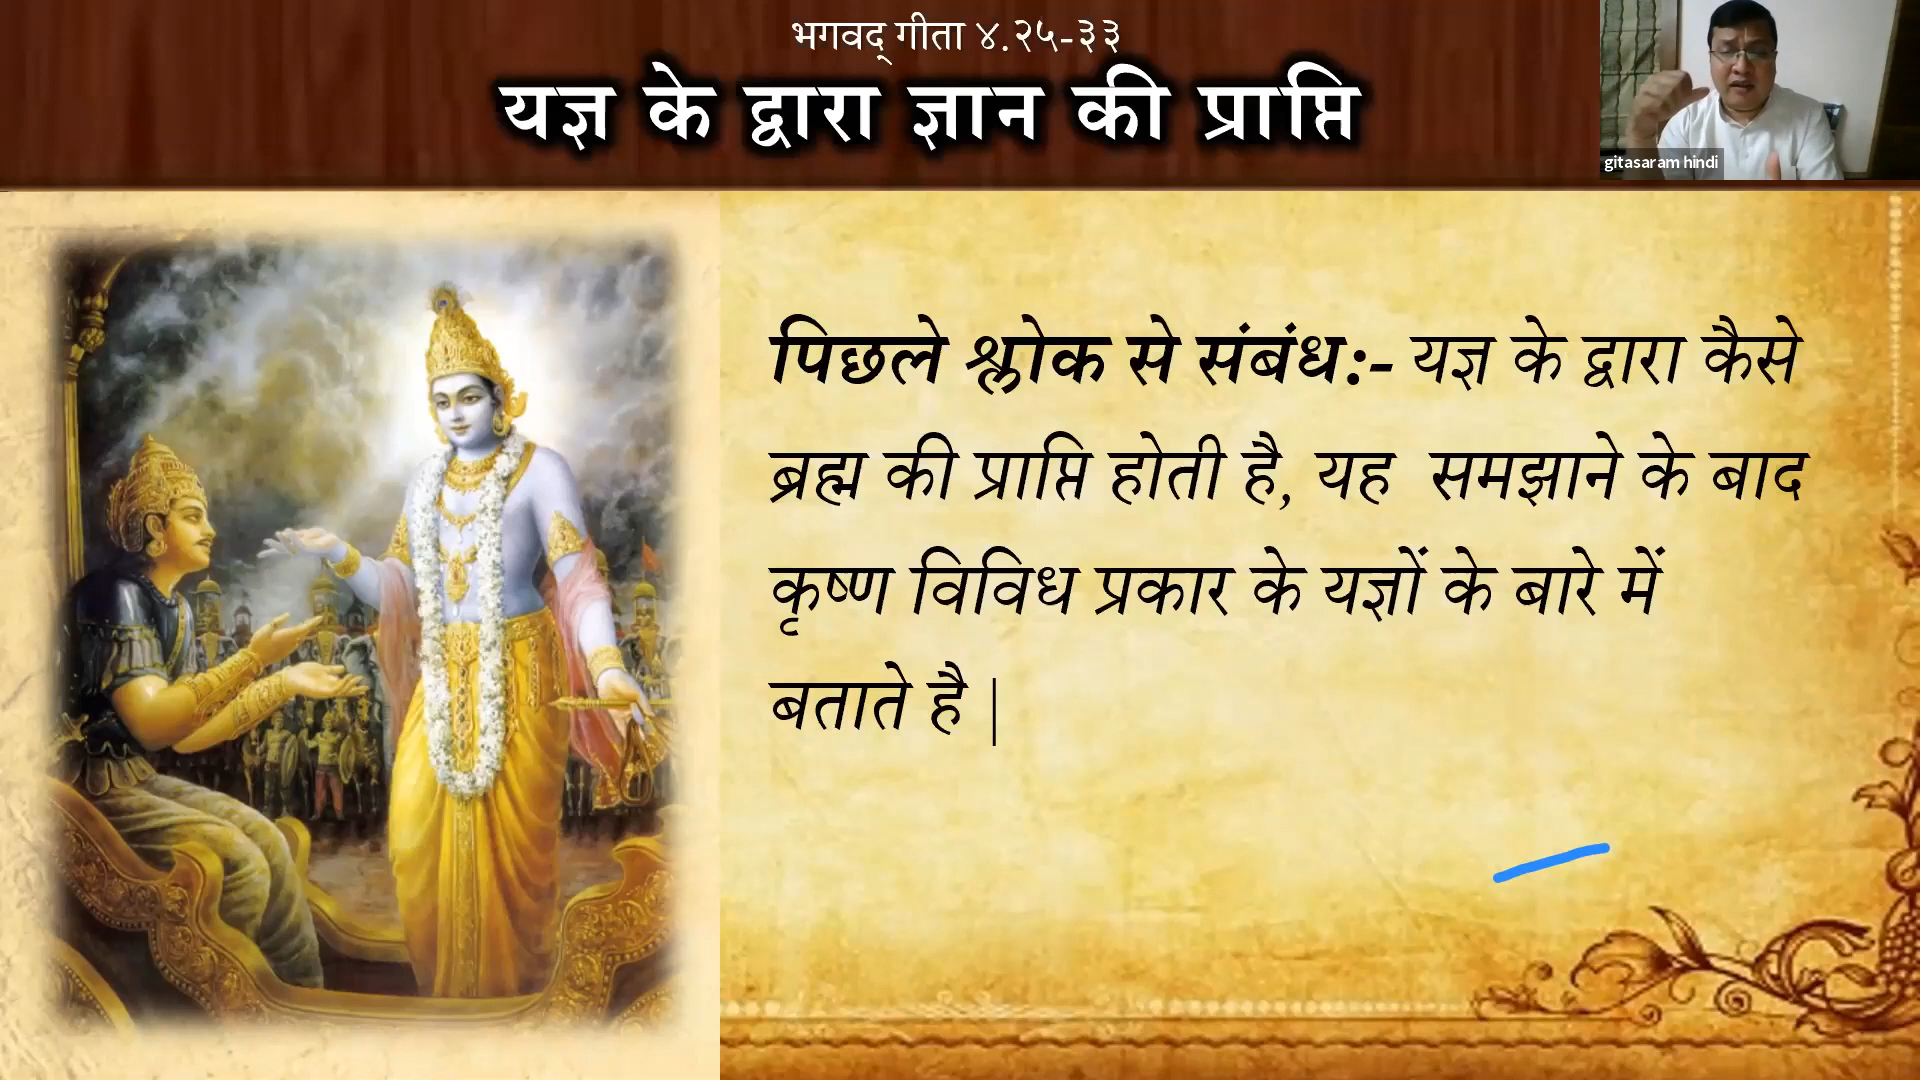 भगवद् गीता ४.२५-३३
यज्ञ के द्वारा ज्ञान की प्राप्ति
gitasaram hindi
पिछले श्लोक से संबंध:- यज्ञ के द्वारा कैसे
ब्रह्म की प्राप्ति होती है, यह समझाने के बाद
कृष्ण विविध प्रकार के यज्ञों के बारे में
बताते है |